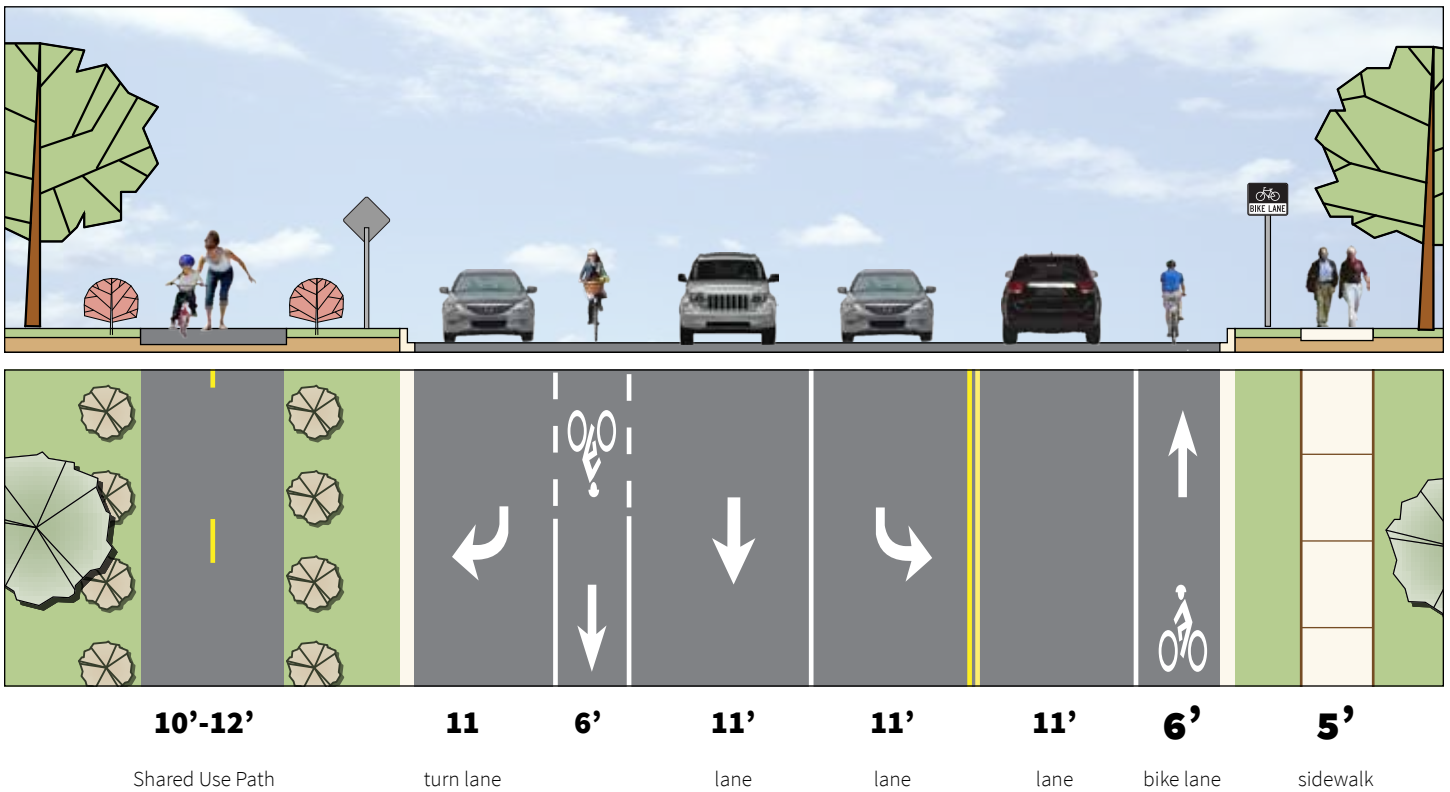 BIKE LANE
10’-12’ 11 6’ 11’ 11’ 11’ 6’ 5’
Shared Use Path turn lane lane lane lane bike lane sidewalk